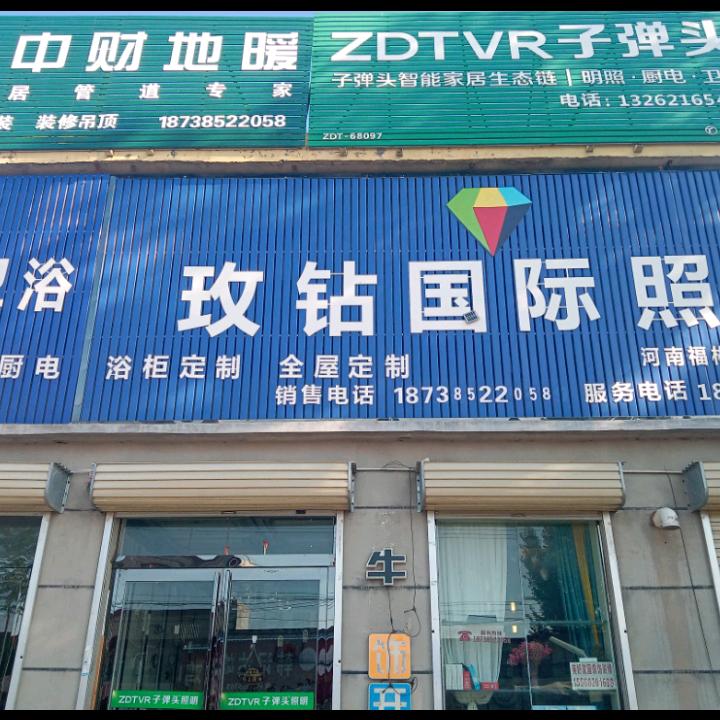 中财地暖
居管道专家
装 装修吊顶 18738522058
ZDTVR子弹头
子弹头智能家居生态链 | 明照·厨电·卫
电话：13262165
ZDT-68097
卫浴
厨电
玫钻国际照
浴柜定制 全屋定制
河南福
销售电话 18738522058
服务电话 18
牛
饰
ZDTVR子弹头照明
ZDTVR子弹头照明